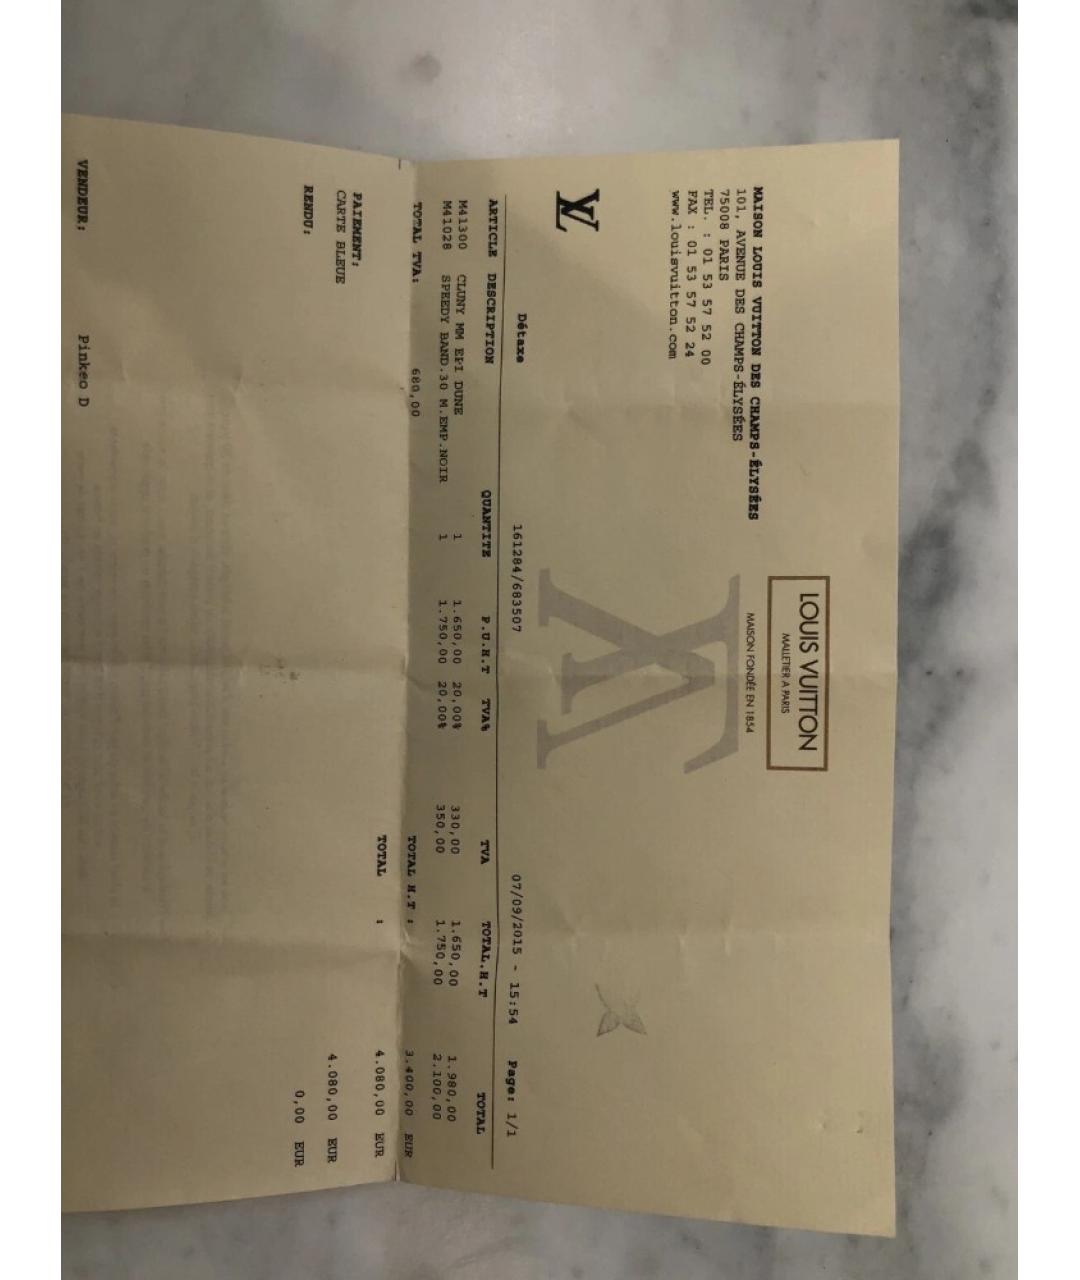 LOUIS VUITTON
MALLETIER A PARIS
MAISON FONDÉE EN 1854
MAISON LOUIS VUITTON DES CHAMPS-ÉLYSÉES
101, AVENUE DES CHAMPS-ÉLYSÉES
75008 PARIS
TEL. : 01 53 57 52 00
FAX : 01 53 57 52 24
www.louisvuitton.com
LV
LV
Détaxe 161284/683507 07/09/2015 - 15:54 Page: 1/1
ARTICLE DESCRIPTION QUANTITE P.U.H.T TVA% TVA TOTAL.H.T TOTAL
M41300 CLUNY MM EPI DUNE 1 1.650,00 20,00% 330,00 1.650,00 1.980,00
M41028 SPEEDY BAND.30 M.EMP.NOIR 1 1.750,00 20,00% 350,00 1.750,00 2.100,00
TOTAL TVA: 680,00 TOTAL H.T : 3.400,00 EUR
TOTAL : 4.080,00 EUR
PAIEMENT:
CARTE BLEUE 4.080,00 EUR
RENDU: 0,00 EUR
VENDEUR: Pinkeo D